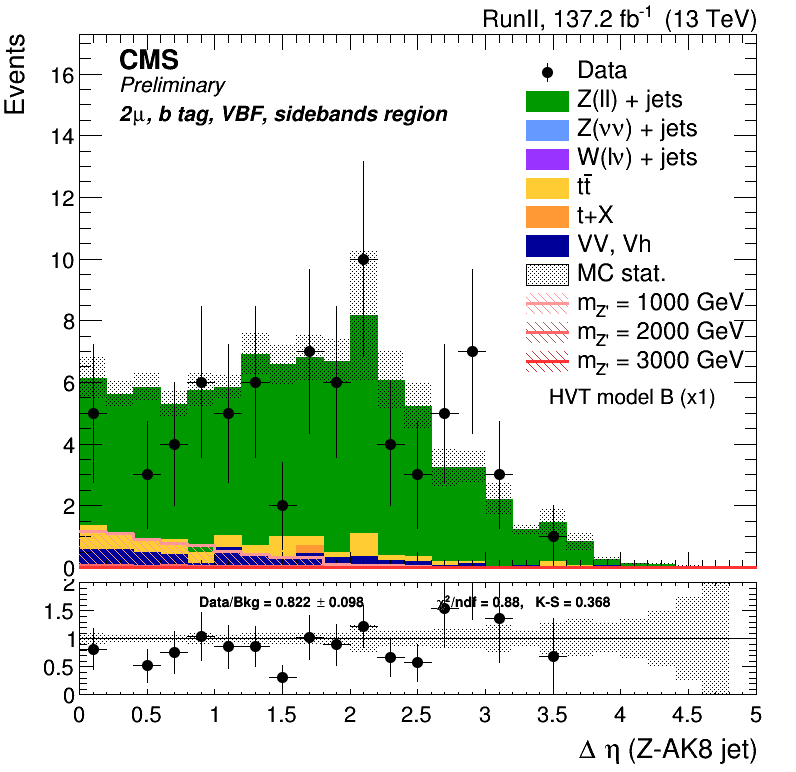 RunII, 137.2 fb⁻¹ (13 TeV)
CMS
Preliminary
2μ, b tag, VBF, sidebands region
Events
16
14
12
10
8
6
4
2
0
Data
Z(ll) + jets
Z(νν) + jets
W(lν) + jets
tt̄
t+X
VV, Vh
MC stat.
m_Z' = 1000 GeV
m_Z' = 2000 GeV
m_Z' = 3000 GeV
HVT model B (x1)
2
1.5
1
0.5
0
Data/Bkg = 0.822 ± 0.098
χ²/ndf = 0.88, K-S = 0.368
0 0.5 1 1.5 2 2.5 3 3.5 4 4.5 5
Δ η (Z-AK8 jet)